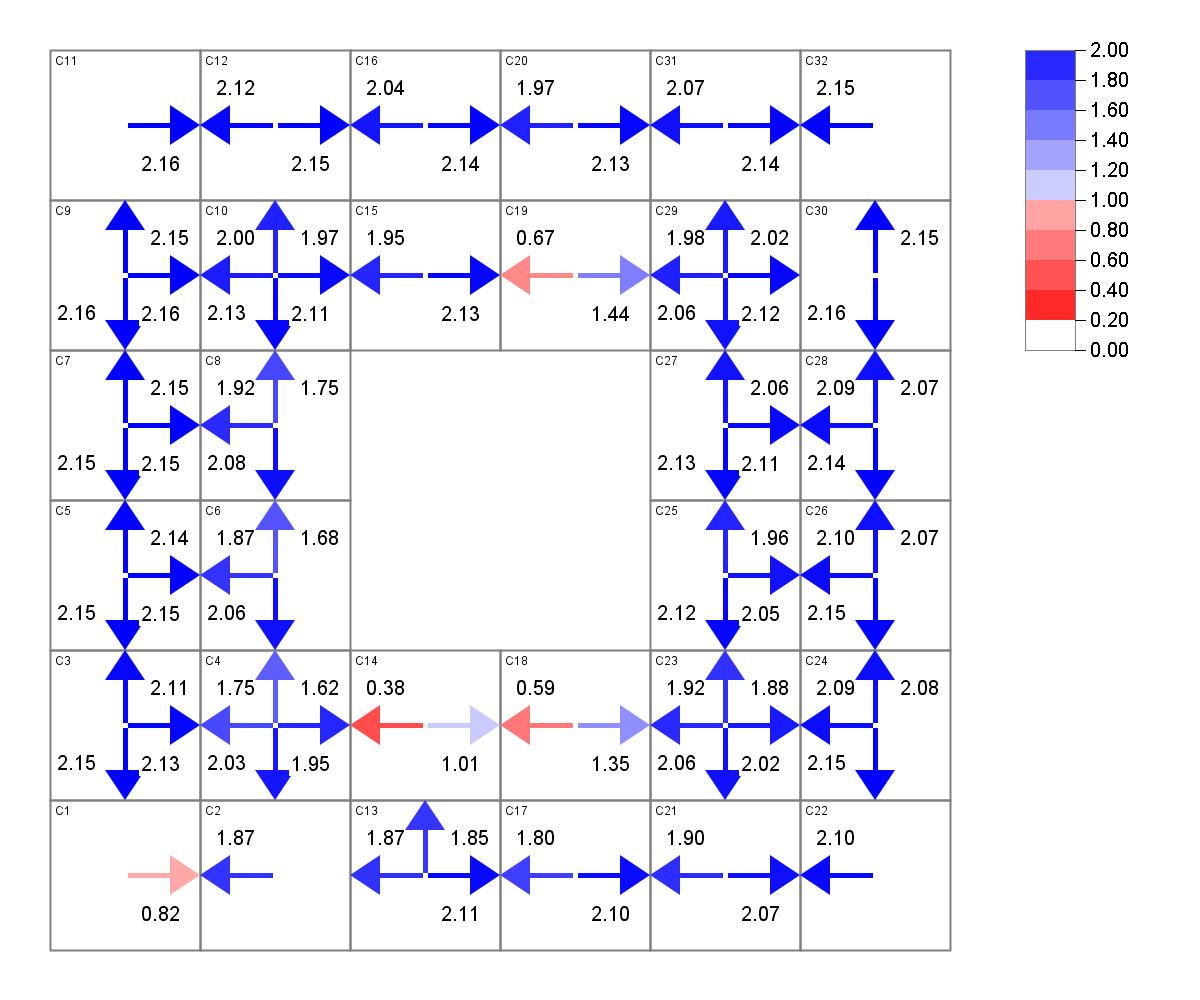 C11 C12 C16 C20 C31 C32 2.00
2.12 2.04 1.97 2.07 2.15 1.80
1.60
2.16 2.15 2.14 2.13 2.14 1.40
1.20
C9 C10 C15 C19 C29 C30 1.00
2.15 2.00 1.97 1.95 0.67 1.98 2.02 2.15 0.80
0.60
0.40
2.16 2.16 2.13 2.11 2.13 1.44 2.06 2.12 2.16 0.20
0.00
C7 C8 C27 C28
2.15 1.92 1.75 2.06 2.09 2.07
2.15 2.15 2.08 2.13 2.11 2.14
C5 C6 C25 C26
2.14 1.87 1.68 1.96 2.10 2.07
2.15 2.15 2.06 2.12 2.05 2.15
C3 C4 C14 C18 C23 C24
2.11 1.75 1.62 0.38 0.59 1.92 1.88 2.09 2.08
2.15 2.13 2.03 1.95 1.01 1.35 2.06 2.02 2.15
C1 C2 C13 C17 C21 C22
1.87 1.87 1.85 1.80 1.90 2.10
0.82 2.11 2.10 2.07